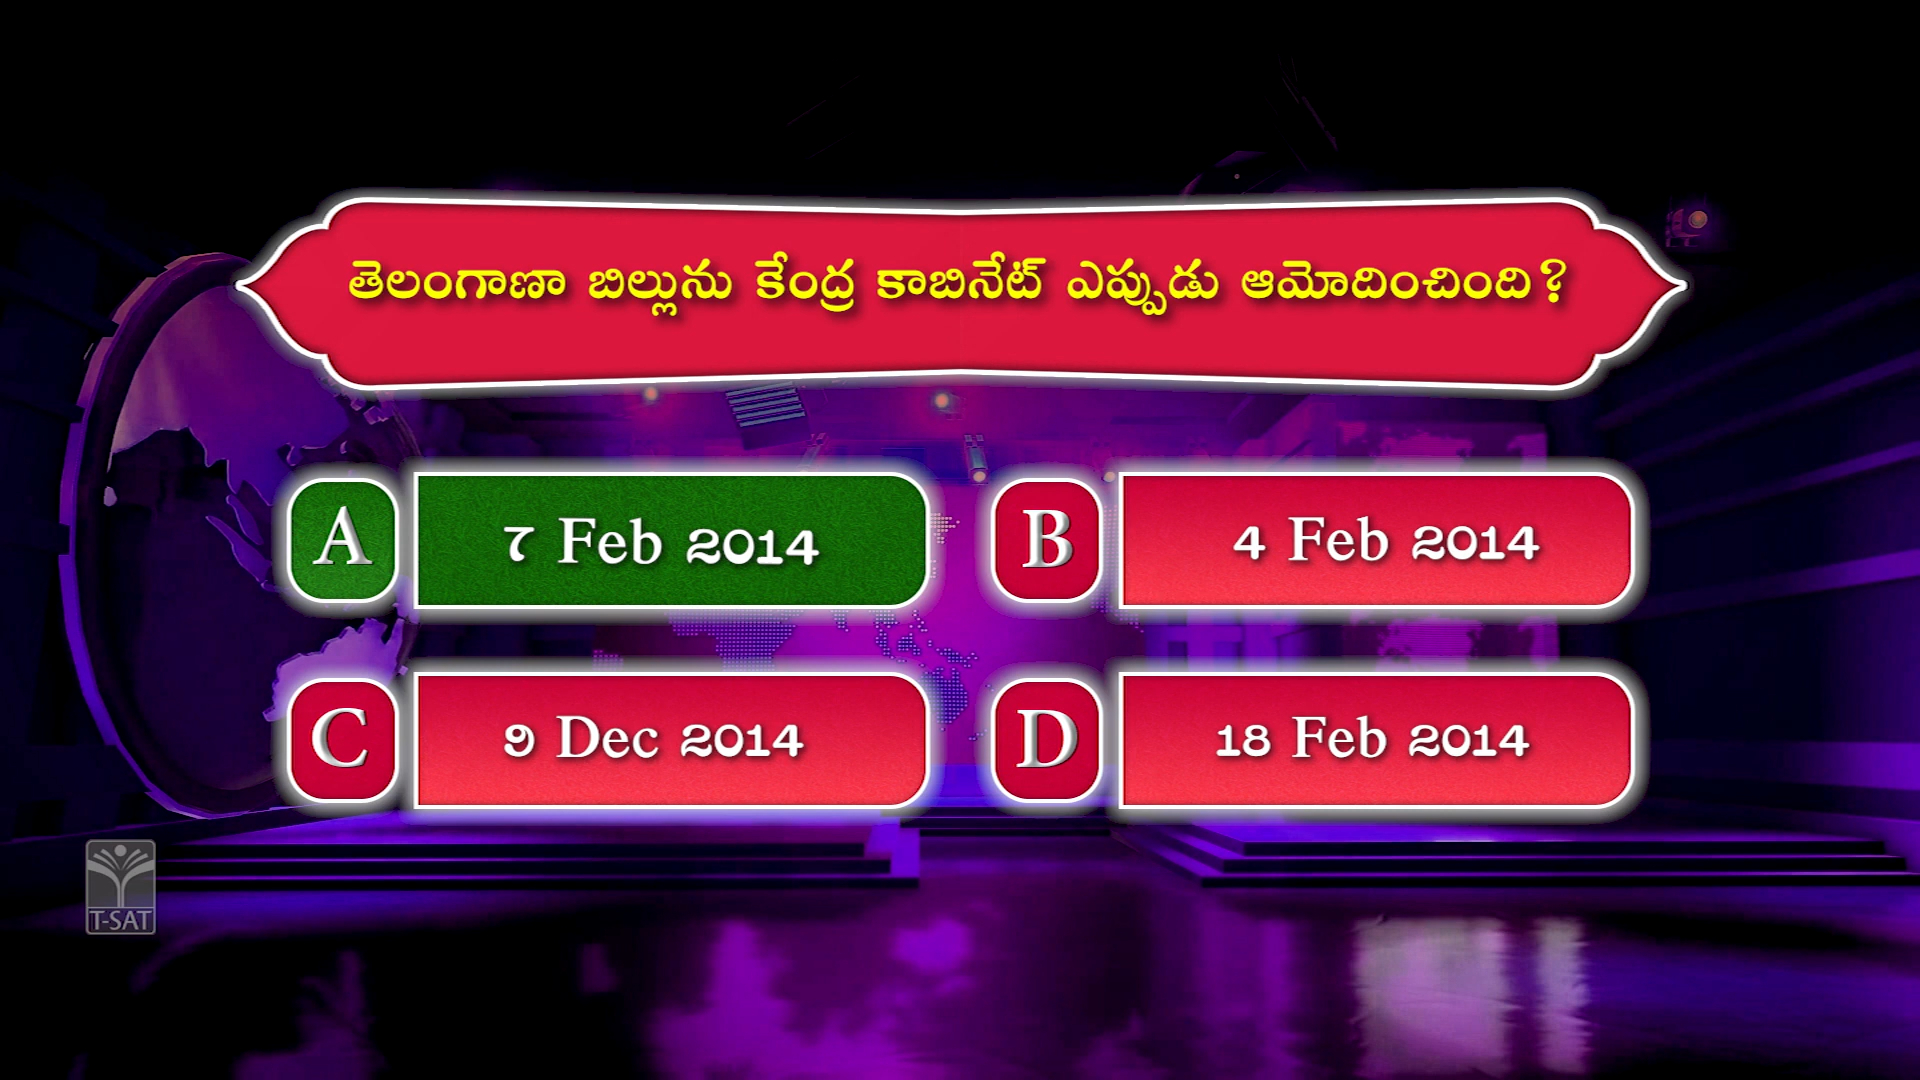 తెలంగాణా బిల్లును కేంద్ర కాబినేట్ ఎప్పుడు ఆమోదించింది?
A 7 Feb 2014
B 4 Feb 2014
C 9 Dec 2014
D 18 Feb 2014
T-SAT